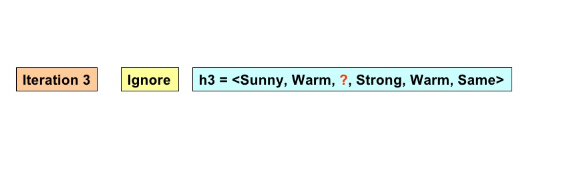 Iteration 3 Ignore h3 = <Sunny, Warm, ?, Strong, Warm, Same>